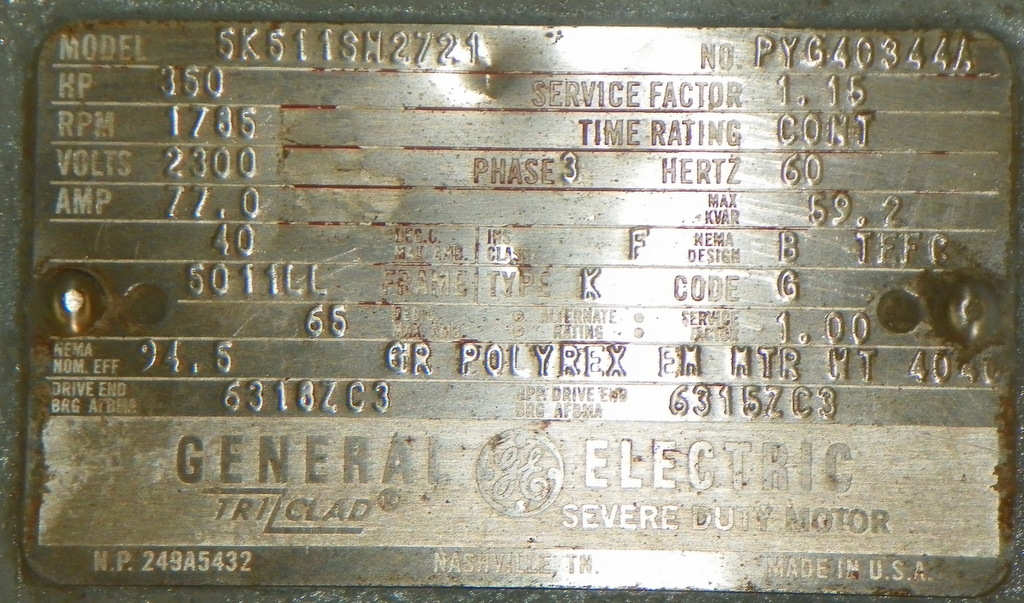 MODEL 5K511SN2721 NO. PYG40344A
HP 350 SERVICE FACTOR 1.15
RPM 1785 TIME RATING CONT
VOLTS 2300 PHASE 3 HERTZ 60
AMP 77.0 MAX KVAR 59.2
40 DEG. C. MAX. AMB. INS CLASS F NEMA DESIGN B TEFC
5011LL FRAME TYPE K CODE G
65 DEG. C. MAX. AMB. ALTERNATE RATING SERVICE FACTOR 1.00
NEMA NOM. EFF 94.5 GR POLYREX EM MTR WT
DRIVE END BRG AFBMA 6318ZC3 OPP. DRIVE END BRG AFBMA 6315ZC3
GENERAL GE ELECTRIC
TRI CLAD®
SEVERE DUTY MOTOR
N.P. 249A5432 NASHVILLE, TN. MADE IN U.S.A.